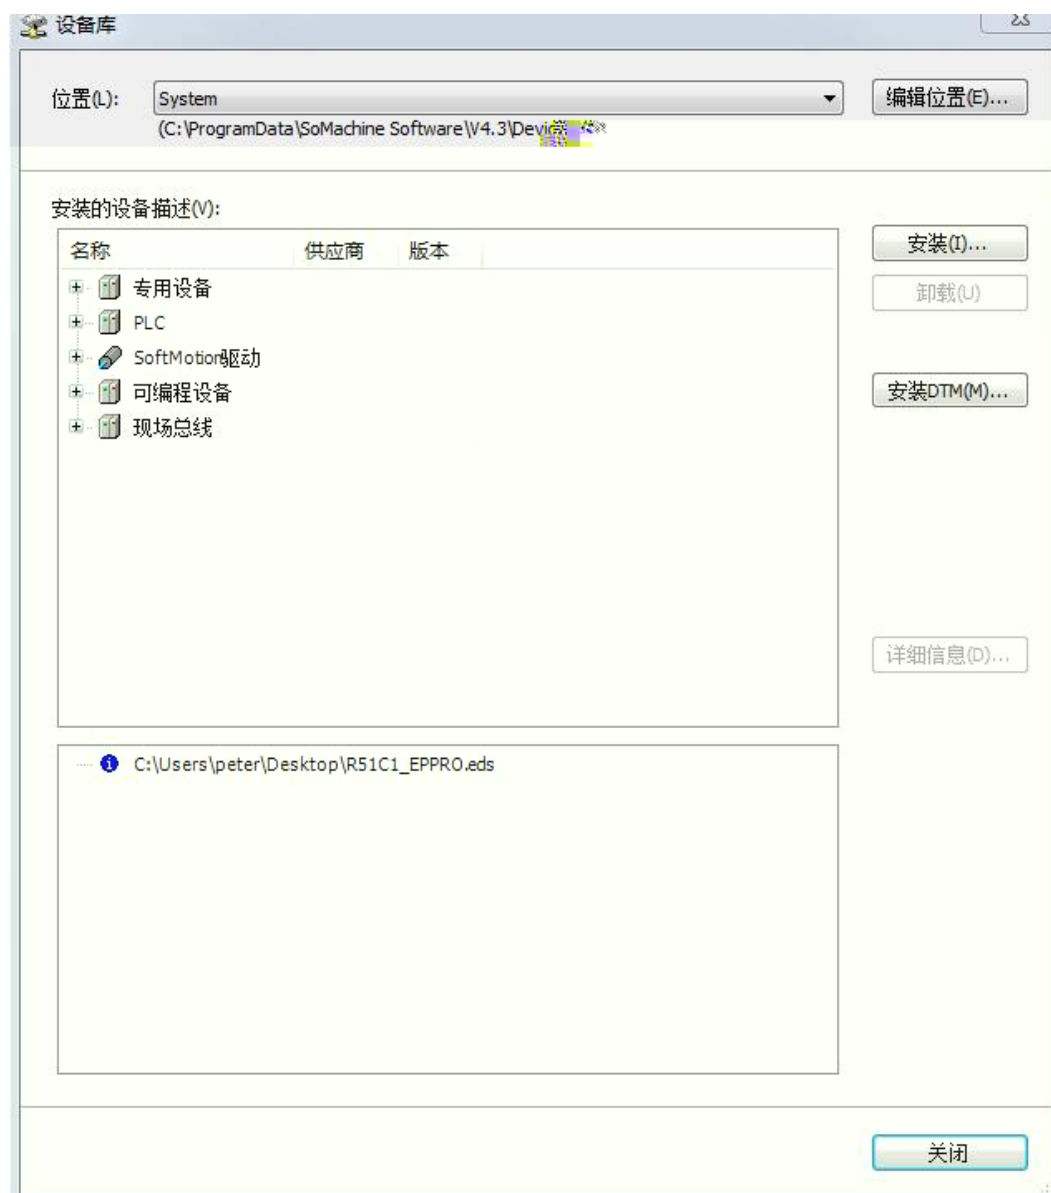 设备库
位置(L):
System
编辑位置(E)...
(C:\ProgramData\SoMachine Software\V4.3\Devic
安装的设备描述(V):
名称 供应商 版本
安装(I)...
专用设备
卸载(U)
PLC
SoftMotion驱动
可编程设备
安装DTM(M)...
现场总线
详细信息(D)...
C:\Users\peter\Desktop\R51C1_EPPRO.eds
关闭